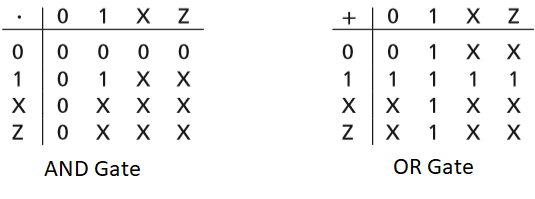 · 0 1 X Z
0 0 0 0 0
1 0 1 X X
X 0 X X X
Z 0 X X X
AND Gate
+ 0 1 X Z
0 0 1 X X
1 1 1 1 1
X X 1 X X
Z X 1 X X
OR Gate